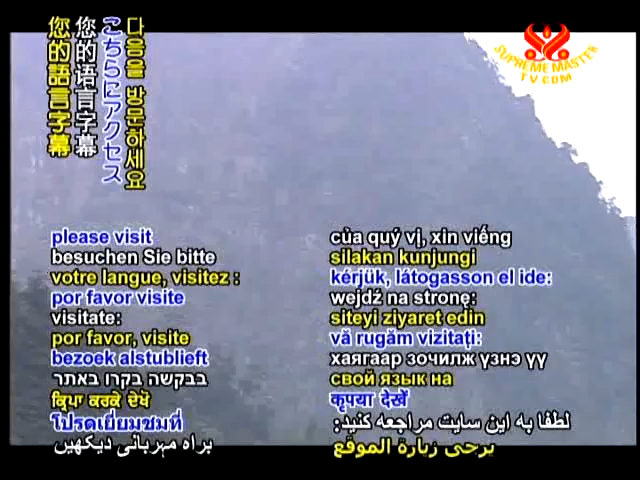 SUPREME MASTER
TV.COM
다음을 방문하세요
こちらにアクセス
您的语言字幕
您的語言字幕
please visit
besuchen Sie bitte
votre langue, visitez :
por favor visite
visitate:
por favor, visite
bezoek alstublieft
בבקשה בקרו באתר
ਕ੍ਰਿਪਾ ਕਰਕੇ ਦੇਖੋ
โปรดเยี่ยมชมที่
براہ مہربانی دیکھیں
của quý vị, xin viếng
silakan kunjungi
kérjük, látogasson el ide:
wejdź na stronę:
siteyi ziyaret edin
vă rugăm vizitați:
хаягаар зочилж үзнэ үү
свой язык на
कृपया देखें
لطفا به این سایت مراجعه کنید:
يرجى زيارة الموقع